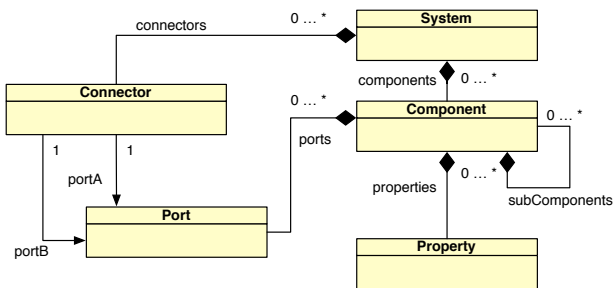 System
connectors
0 ... *
components
0 ... *
Connector
0 ... *
Component
0 ... *
ports
1
1
portA
properties
0 ... *
subComponents
Port
portB
Property